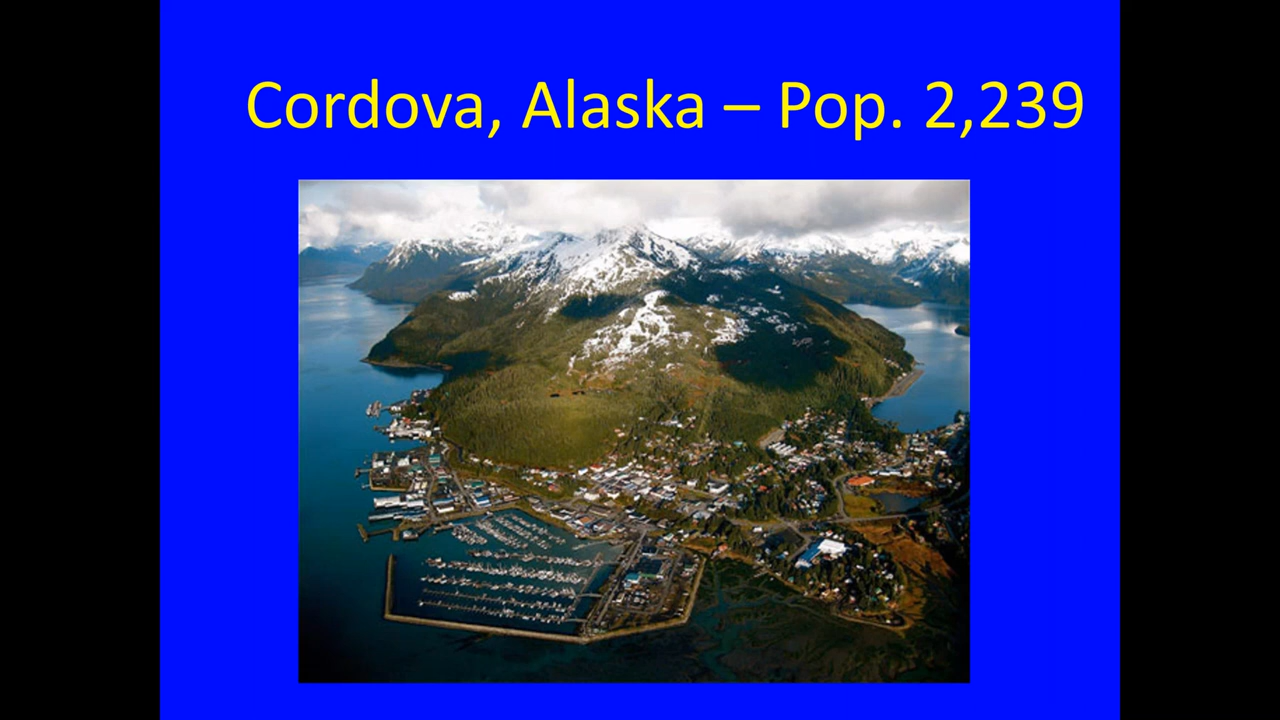 Cordova, Alaska – Pop. 2,239